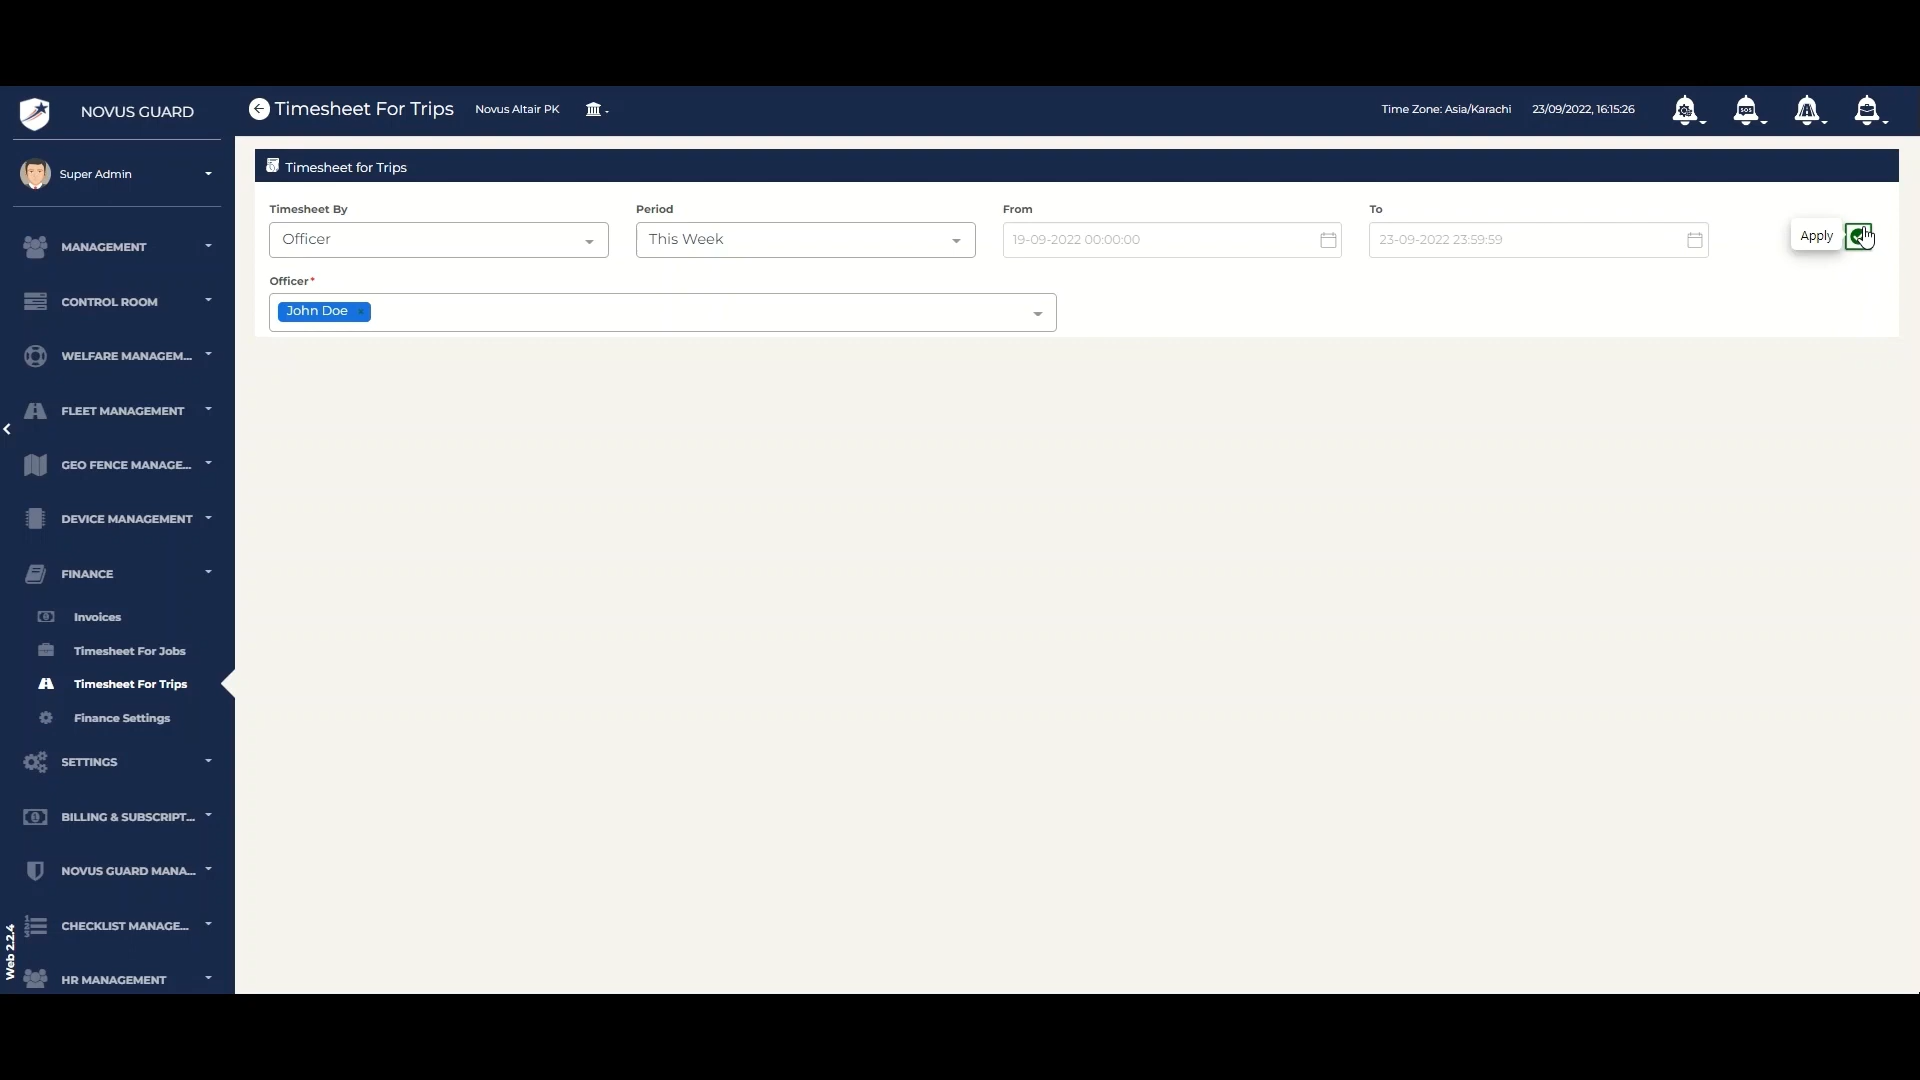 NOVUS GUARD
Timesheet For Trips
Novus Altair PK
Time Zone: Asia/Karachi
23/09/2022, 16:15:26
Super Admin
MANAGEMENT
CONTROL ROOM
WELFARE MANAGEM...
FLEET MANAGEMENT
GEO FENCE MANAGE...
DEVICE MANAGEMENT
FINANCE
Invoices
Timesheet For Jobs
Timesheet For Trips
Finance Settings
SETTINGS
BILLING & SUBSCRIPT...
NOVUS GUARD MANA...
CHECKLIST MANAGE...
HR MANAGEMENT
Web 2.2.4
Timesheet for Trips
Timesheet By
Period
From
To
Officer
This Week
19-09-2022 00:00:00
23-09-2022 23:59:59
Apply
Officer*
John Doe ×